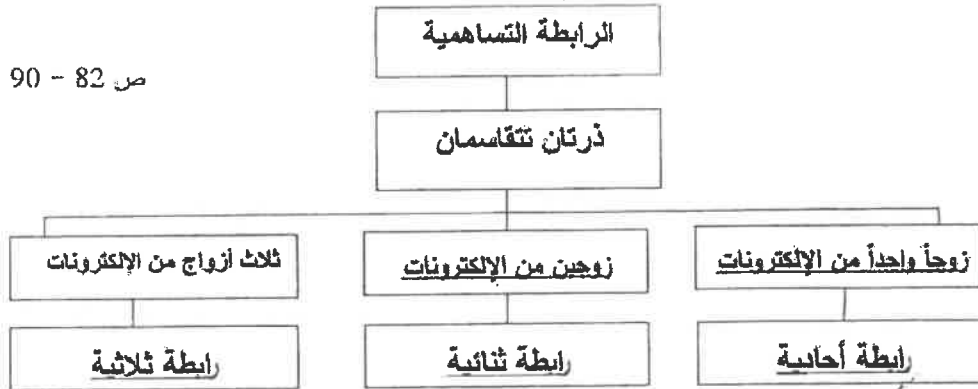 الرابطة التساهمية
ص 82 - 90
ذرتان تتقاسمان
زوجاً واحداً من الإلكترونات
زوجين من الإلكترونات
ثلاث أزواج من الإلكترونات
رابطة أحادية
رابطة ثنائية
رابطة ثلاثية